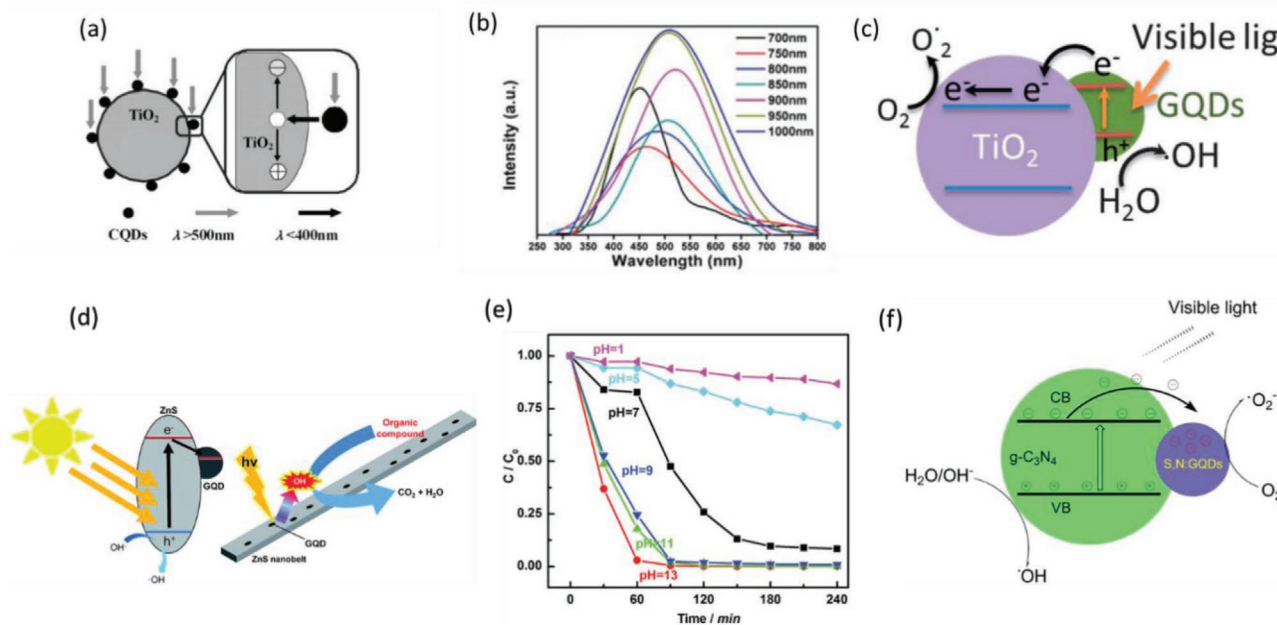 (a)
TiO2
TiO2
CQDs
λ>500nm
λ<400nm
(b)
Intensity (a.u.)
700nm
750nm
800nm
850nm
900nm
950nm
1000nm
250 300 350 400 450 500 550 600 650 700 750 800
Wavelength (nm)
(c)
O˙2
O2
e-
e-
e-
Visible lig
GQDs
TiO2
h+
·OH
H2O
(d)
ZnS
e-
GQD
h+
OH-
·OH
hν
OH
Organic compound
CO2 + H2O
GQD
ZnS nanobelt
(e)
C / C0
1.00
0.75
0.50
0.25
0.00
pH=1
pH=5
pH=7
pH=9
pH=11
pH=13
0 60 120 180 240
Time / min
(f)
Visible light
CB
g-C3N4
VB
S,N:GQDs
·O2-
O2
H2O/OH-
·OH